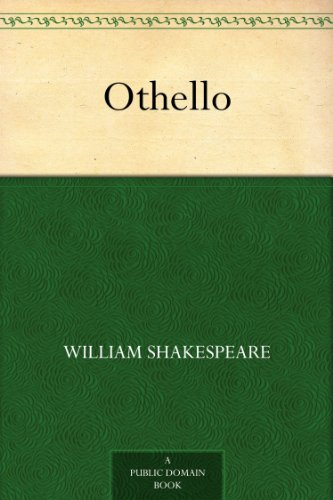 Othello
WILLIAM SHAKESPEARE
A
PUBLIC DOMAIN
BOOK